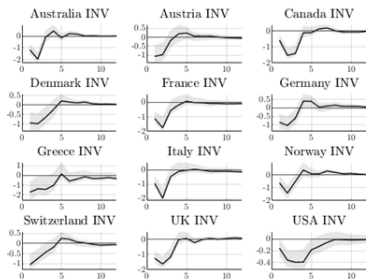 Australia INV Austria INV Canada INV
0 0.5 0
-1 0 -1
-2 -0.5 -2
-1
0 5 10 0 5 10 0 5 10
Denmark INV France INV Germany INV
0.5 0 0.5
0 -1 0
-0.5 -2 -0.5
-1 -1
0 5 10 0 5 10 0 5 10
Greece INV Italy INV Norway INV
1 0 0
0 -1 -1
-1 -2 -2
-2
0 5 10 0 5 10 0 5 10
Switzerland INV UK INV USA INV
0.5 0 0
0 -1 -0.2
-0.5 -2 -0.4
-1
0 5 10 0 5 10 0 5 10